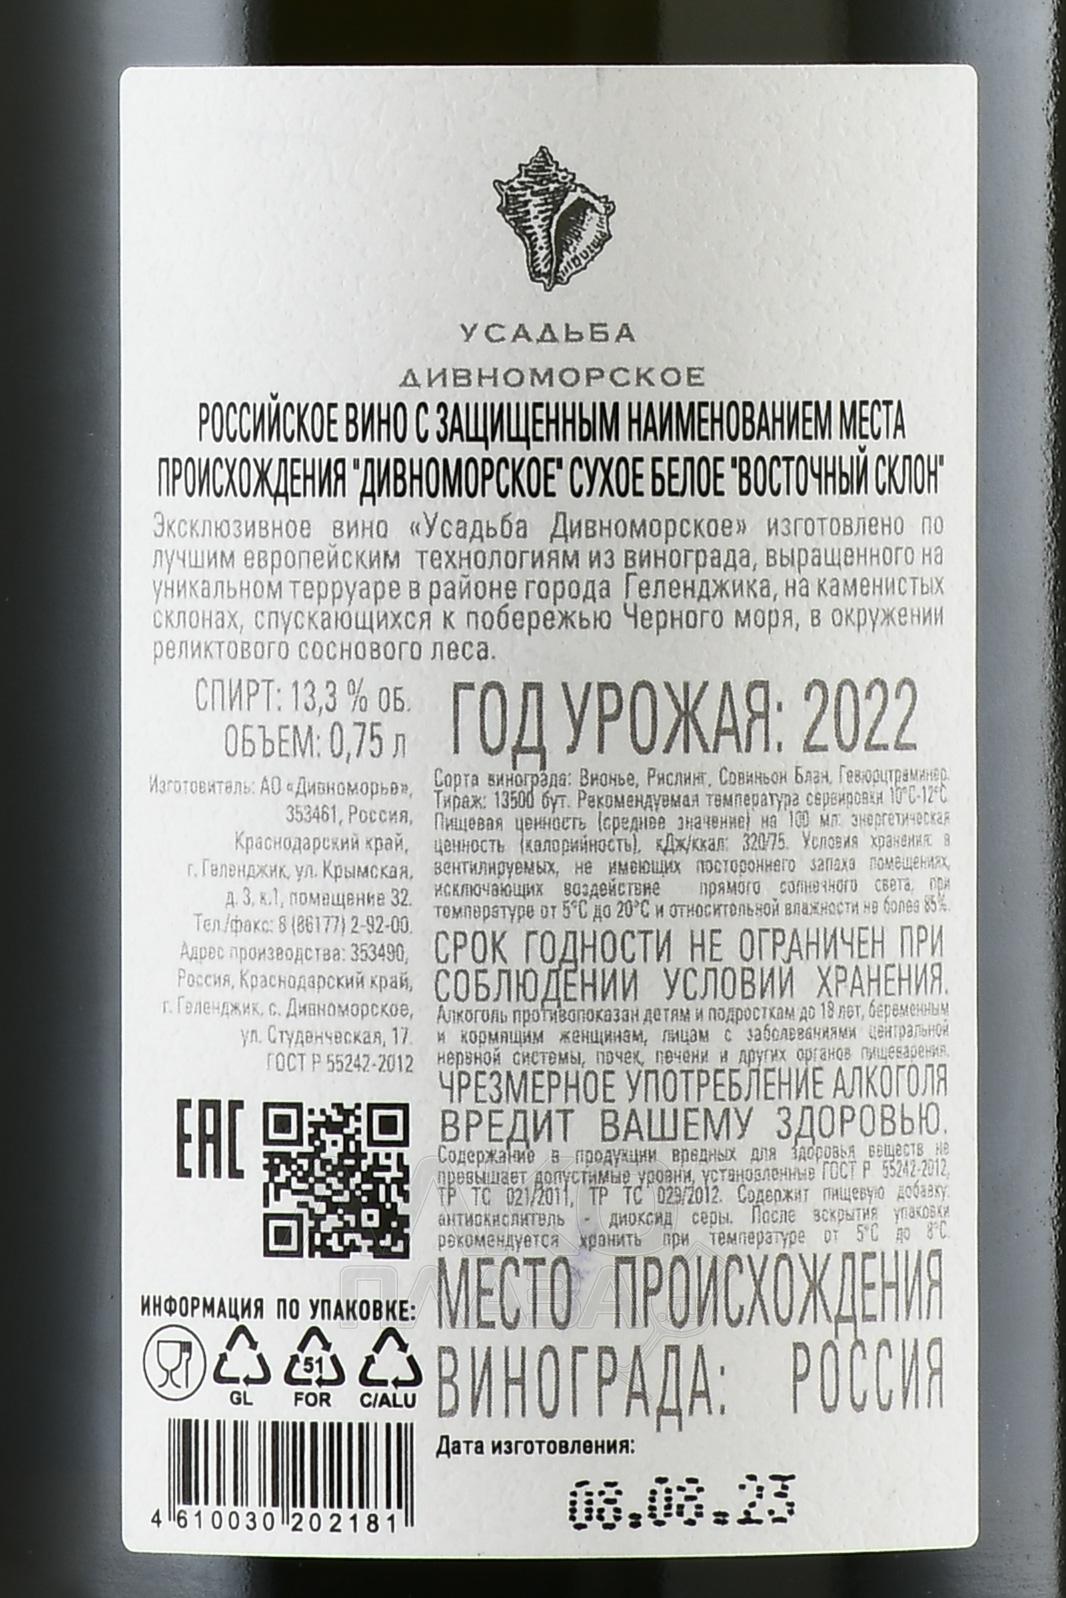 УСАДЬБА
ДИВНОМОРСКОЕ
РОССИЙСКОЕ ВИНО С ЗАЩИЩЕННЫМ НАИМЕНОВАНИЕМ МЕСТА
ПРОИСХОЖДЕНИЯ "ДИВНОМОРСКОЕ" СУХОЕ БЕЛОЕ "ВОСТОЧНЫЙ СКЛОН"
Эксклюзивное вино «Усадьба Дивноморское» изготовлено по
лучшим европейским технологиям из винограда, выращенного на
уникальном терруаре в районе города Геленджика, на каменистых
склонах, спускающихся к побережью Черного моря, в окружении
реликтового соснового леса.
СПИРТ: 13,3 % ОБ.
ОБЪЕМ: 0,75 л
Изготовитель: АО «Дивноморье»,
353461, Россия,
Краснодарский край,
г. Геленджик, ул. Крымская,
д. 3, к.1, помещение 32.
Тел./факс: 8 (86177) 2-92-00.
Адрес производства: 353490,
Россия, Краснодарский край,
г. Геленджик, с. Дивноморское,
ул. Студенческая, 17.
ГОСТ Р 55242-2012
ЕАС
ИНФОРМАЦИЯ ПО УПАКОВКЕ:
GL
51
FOR
C/ALU
4 610030 202181
ГОД УРОЖАЯ: 2022
Сорта винограда: Вионье, Рислинг, Совиньон Блан, Гевюрцтраминер.
Тираж: 13500 бут. Рекомендуемая температура сервировки 10°С-12°С.
Пищевая ценность (среднее значение) на 100 мл: энергетическая
ценность (калорийность), кДж/ккал: 320/75. Условия хранения: в
вентилируемых, не имеющих постороннего запаха помещениях,
исключающих воздействие прямого солнечного света, при
температуре от 5°С до 20°С и относительной влажности не более 85%.
СРОК ГОДНОСТИ НЕ ОГРАНИЧЕН ПРИ
СОБЛЮДЕНИИ УСЛОВИЙ ХРАНЕНИЯ.
Алкоголь противопоказан детям и подросткам до 18 лет, беременным
и кормящим женщинам, лицам с заболеваниями центральной
нервной системы, почек, печени и других органов пищеварения.
ЧРЕЗМЕРНОЕ УПОТРЕБЛЕНИЕ АЛКОГОЛЯ
ВРЕДИТ ВАШЕМУ ЗДОРОВЬЮ.
Содержание в продукции вредных для здоровья веществ не
превышает допустимые уровни, установленные ГОСТ Р 55242-2012,
ТР ТС 021/2011, ТР ТС 029/2012. Содержит пищевую добавку:
антиокислитель - диоксид серы. После вскрытия упаковки
рекомендуется хранить при температуре от 5°С до 8°С.
МЕСТО ПРОИСХОЖДЕНИЯ
ВИНОГРАДА: РОССИЯ
Дата изготовления:
08.08.23